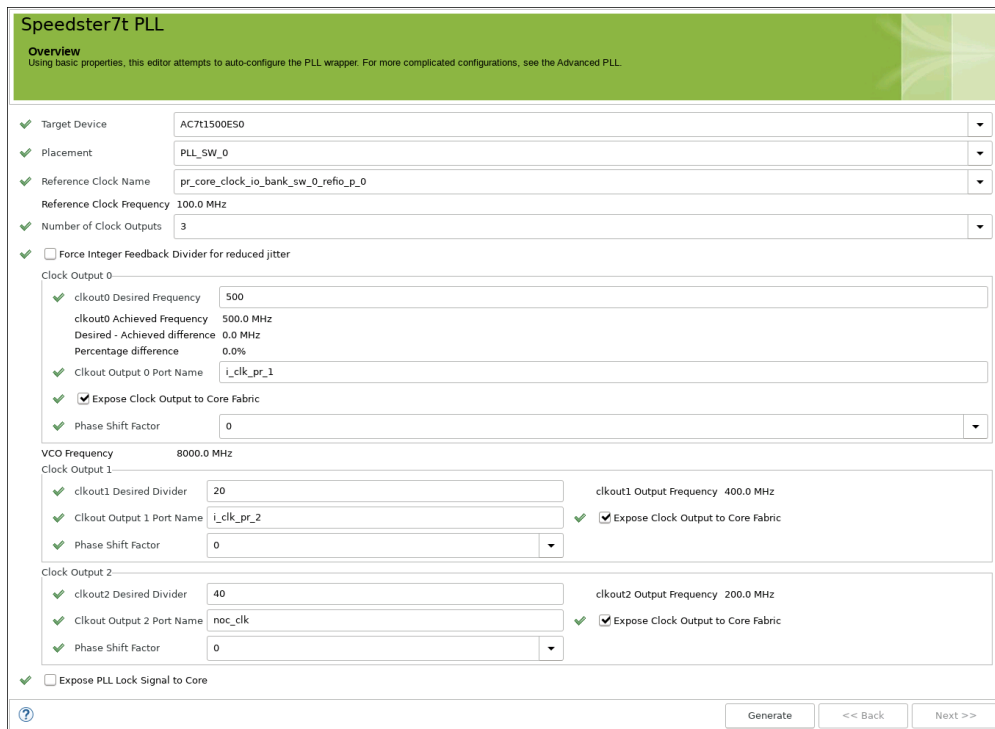 Speedster7t PLL
Overview
Using basic properties, this editor attempts to auto-configure the PLL wrapper. For more complicated configurations, see the Advanced PLL.
Target Device AC7t1500ES0
Placement PLL_SW_0
Reference Clock Name pr_core_clock_io_bank_sw_0_refio_p_0
Reference Clock Frequency 100.0 MHz
Number of Clock Outputs 3
Force Integer Feedback Divider for reduced jitter
Clock Output 0
clkout0 Desired Frequency 500
clkout0 Achieved Frequency 500.0 MHz
Desired - Achieved difference 0.0 MHz
Percentage difference 0.0%
Clkout Output 0 Port Name i_clk_pr_1
Expose Clock Output to Core Fabric
Phase Shift Factor 0
VCO Frequency 8000.0 MHz
Clock Output 1
clkout1 Desired Divider 20 clkout1 Output Frequency 400.0 MHz
Clkout Output 1 Port Name i_clk_pr_2 Expose Clock Output to Core Fabric
Phase Shift Factor 0
Clock Output 2
clkout2 Desired Divider 40 clkout2 Output Frequency 200.0 MHz
Clkout Output 2 Port Name noc_clk Expose Clock Output to Core Fabric
Phase Shift Factor 0
Expose PLL Lock Signal to Core
? Generate << Back Next >>